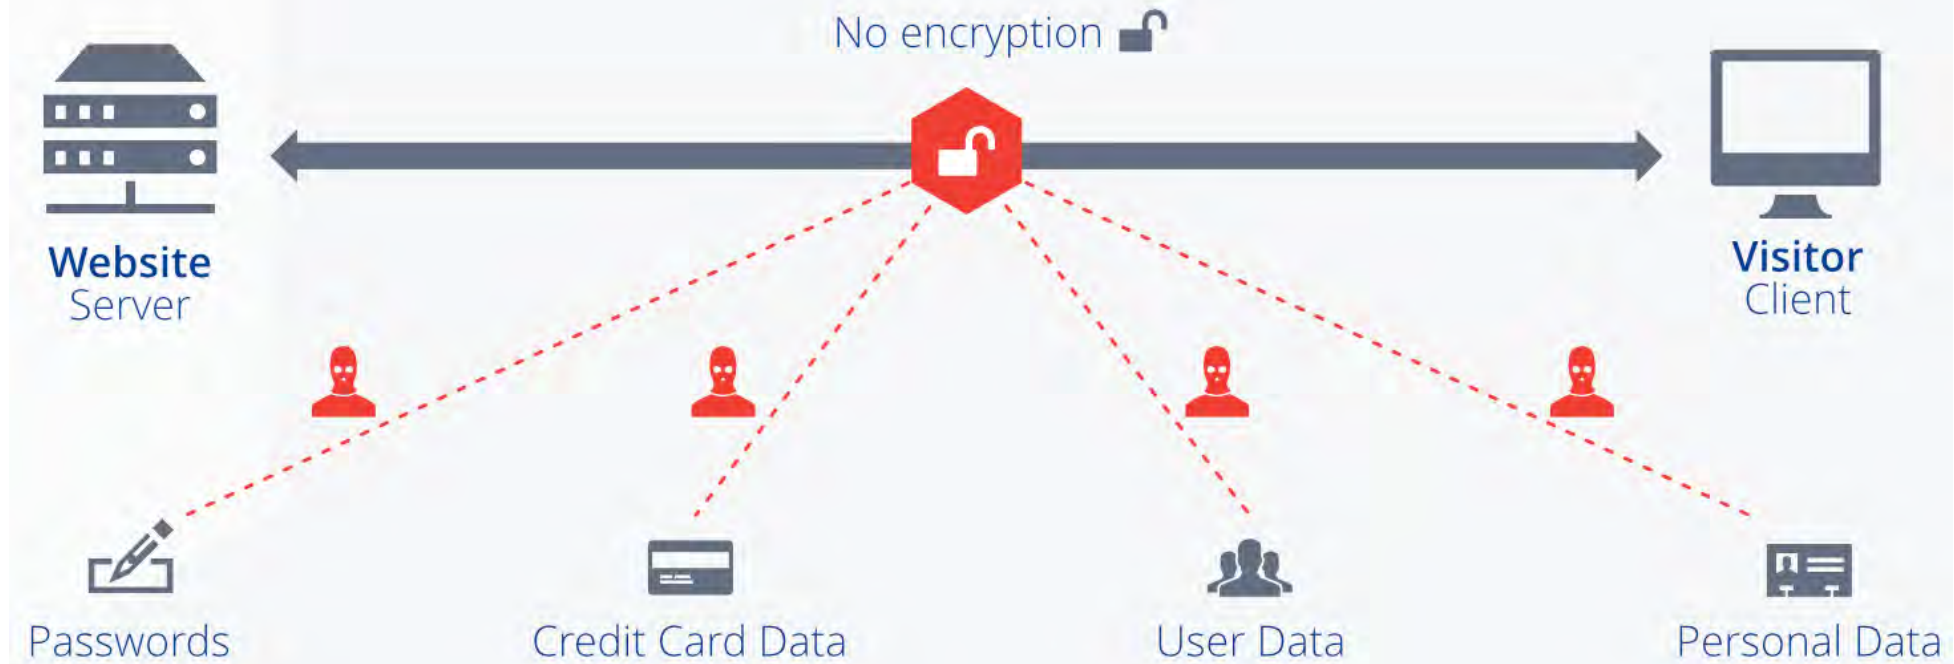 No encryption
Website
Server
Visitor
Client
Passwords
Credit Card Data
User Data
Personal Data